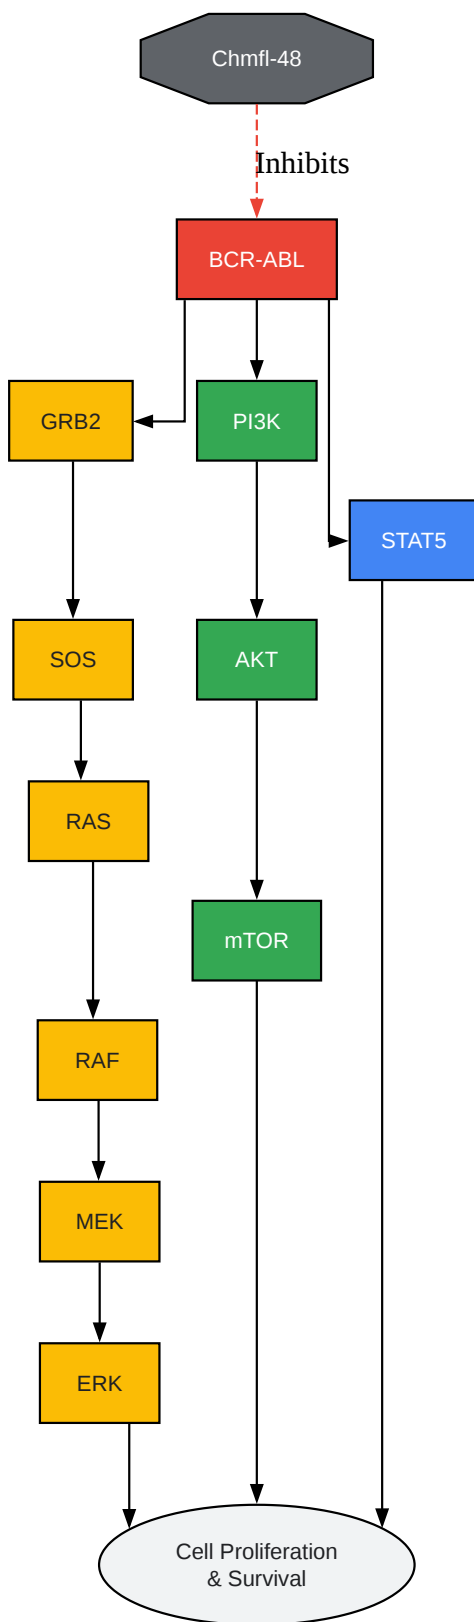 Chmfl-48
Inhibits
BCR-ABL
GRB2
PI3K
STAT5
SOS
AKT
RAS
mTOR
RAF
MEK
ERK
Cell Proliferation
& Survival